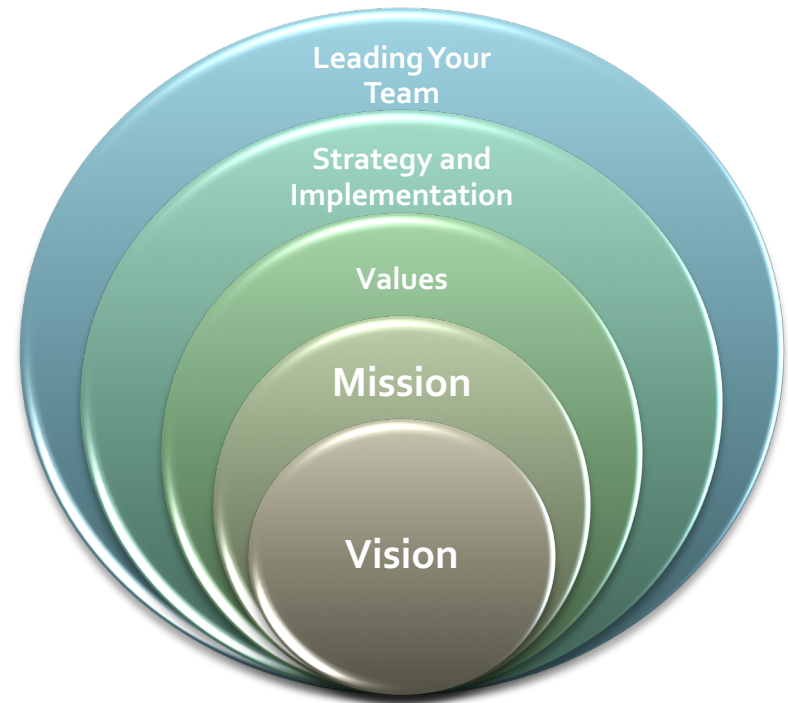 Leading Your
Team
Strategy and
Implementation
Values
Mission
Vision